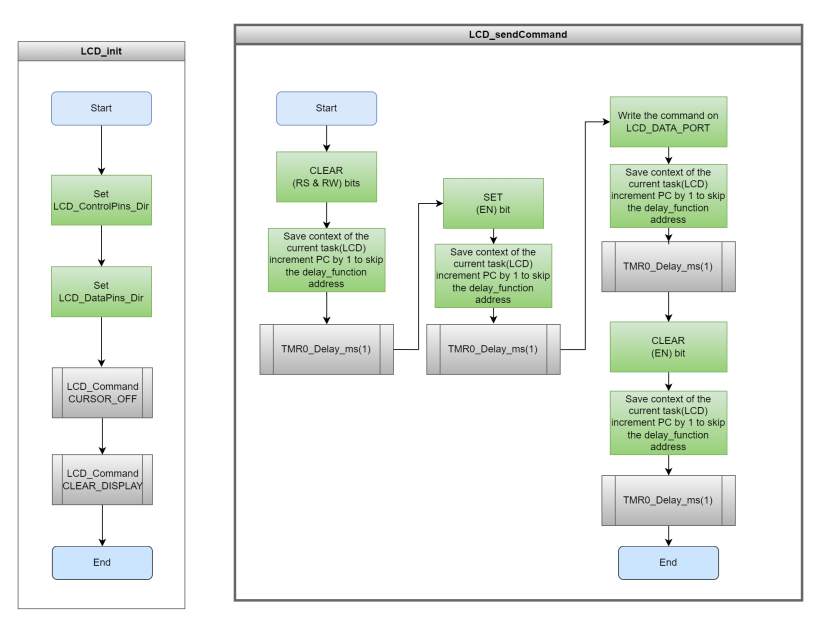 LCD_init
Start
Set
LCD_ControlPins_Dir
Set
LCD_DataPins_Dir
LCD_Command
CURSOR_OFF
LCD_Command
CLEAR_DISPLAY
End
LCD_sendCommand
Start
CLEAR
(RS & RW) bits
Save context of the
current task(LCD)
increment PC by 1 to skip
the delay_function
address
TMR0_Delay_ms(1)
SET
(EN) bit
Save context of the
current task(LCD)
increment PC by 1 to skip
the delay_function
address
TMR0_Delay_ms(1)
Write the command on
LCD_DATA_PORT
Save context of the
current task(LCD)
increment PC by 1 to skip
the delay_function
address
TMR0_Delay_ms(1)
CLEAR
(EN) bit
Save context of the
current task(LCD)
increment PC by 1 to skip
the delay_function
address
TMR0_Delay_ms(1)
End